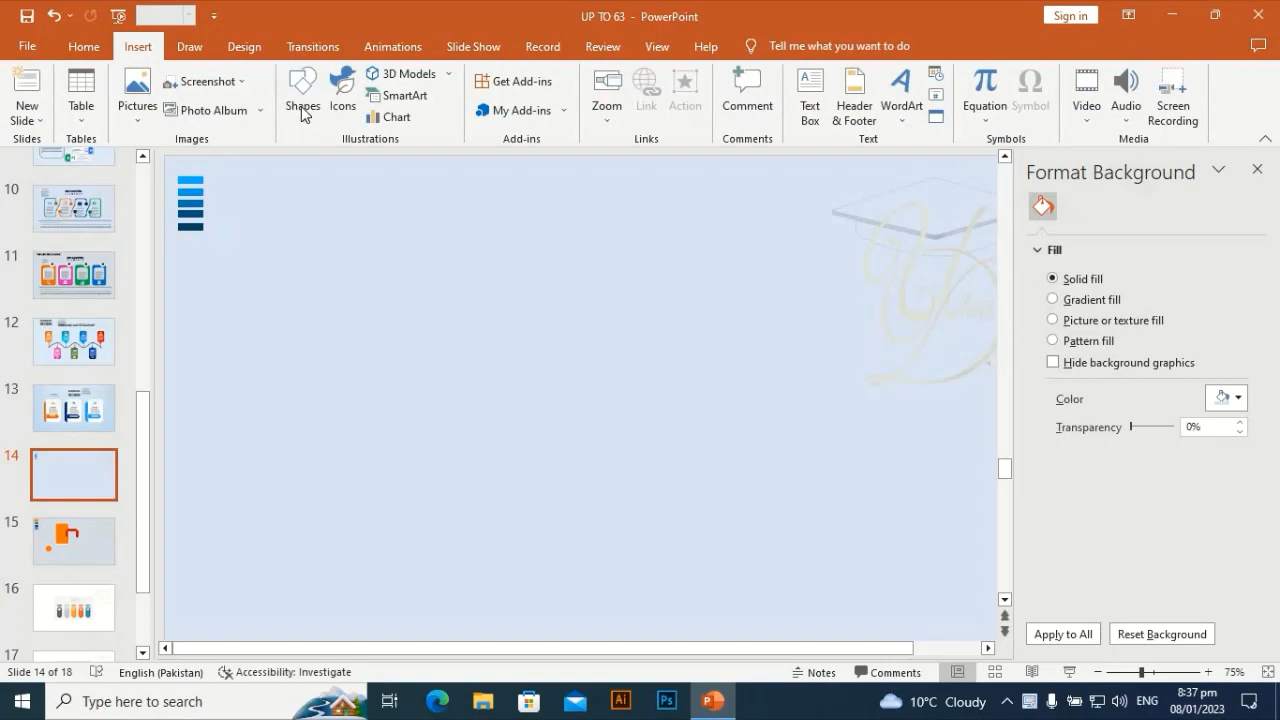 UP TO 63 - PowerPoint
Sign in
File Home Insert Draw Design Transitions Animations Slide Show Record Review View Help Tell me what you want to do
New Slide
Slides
Table
Tables
Pictures
Screenshot
Photo Album
Images
Shapes
Icons
3D Models
SmartArt
Chart
Illustrations
Get Add-ins
My Add-ins
Add-ins
Zoom
Link
Action
Links
Comment
Comments
Text Box
Header & Footer
WordArt
Text
Equation
Symbol
Symbols
Video
Audio
Screen Recording
Media
10
11
12
13
14
15
16
17
Format Background
Fill
Solid fill
Gradient fill
Picture or texture fill
Pattern fill
Hide background graphics
Color
Transparency 0%
Apply to All Reset Background
Slide 14 of 18 English (Pakistan) Accessibility: Investigate Notes Comments 75%
Type here to search
10°C Cloudy ENG
8:37 pm
08/01/2023